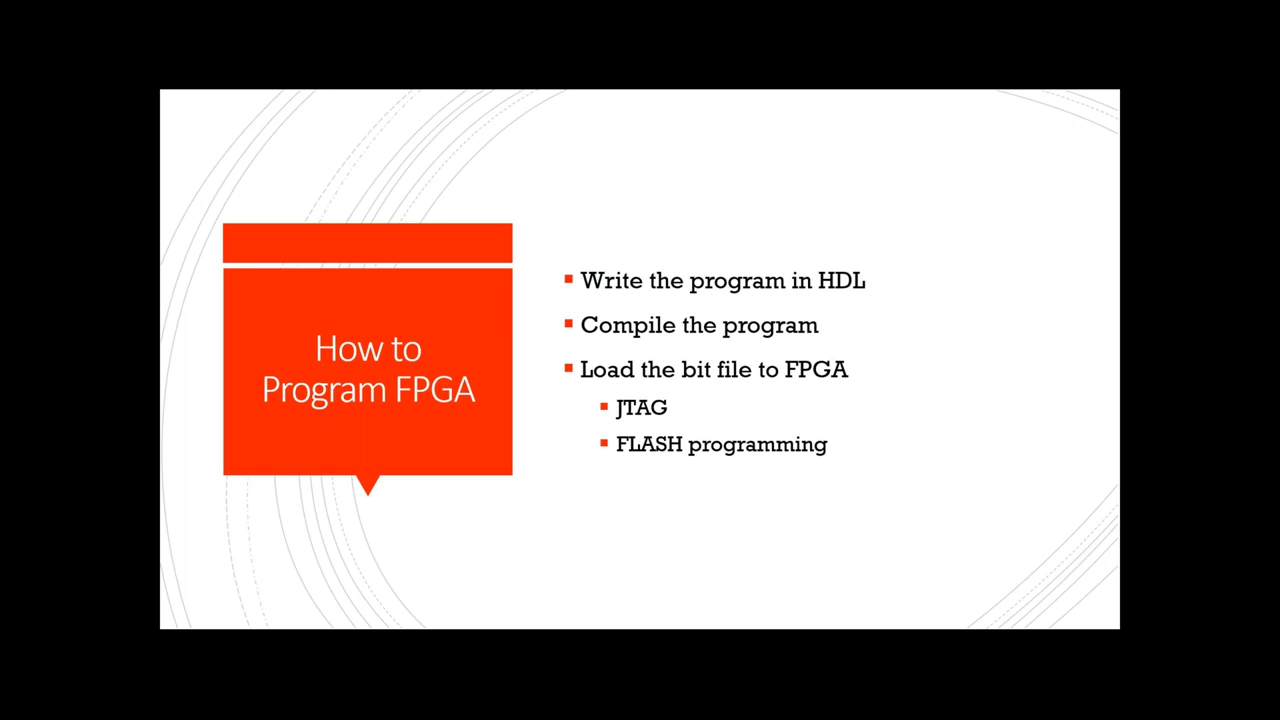 How to
Program FPGA
Write the program in HDL
Compile the program
Load the bit file to FPGA
JTAG
FLASH programming